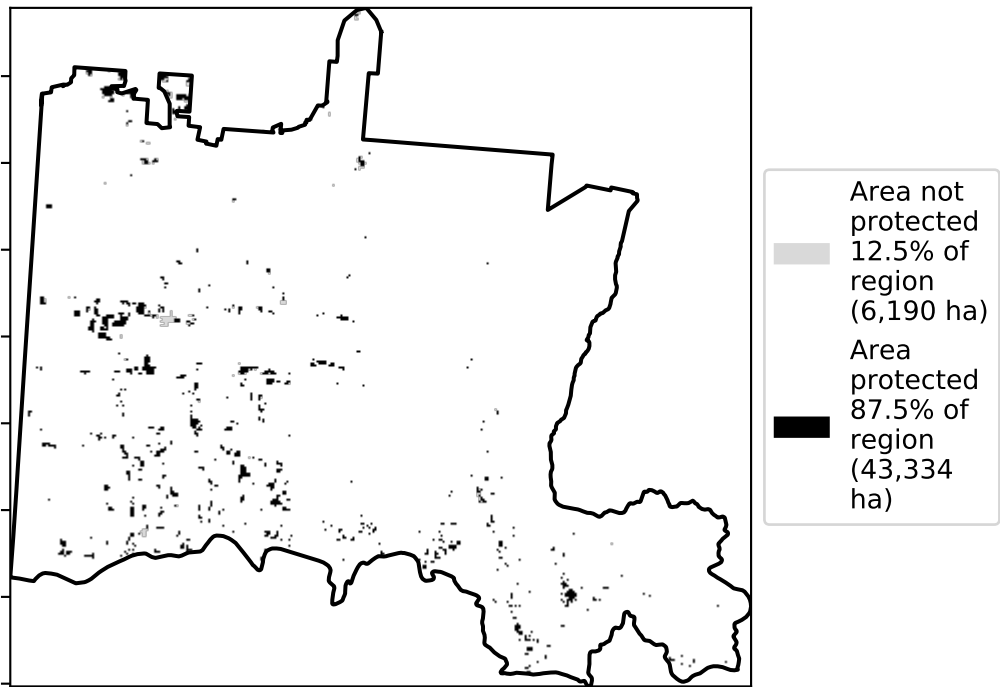 Area not
protected
12.5% of
region
(6,190 ha)
Area
protected
87.5% of
region
(43,334
ha)